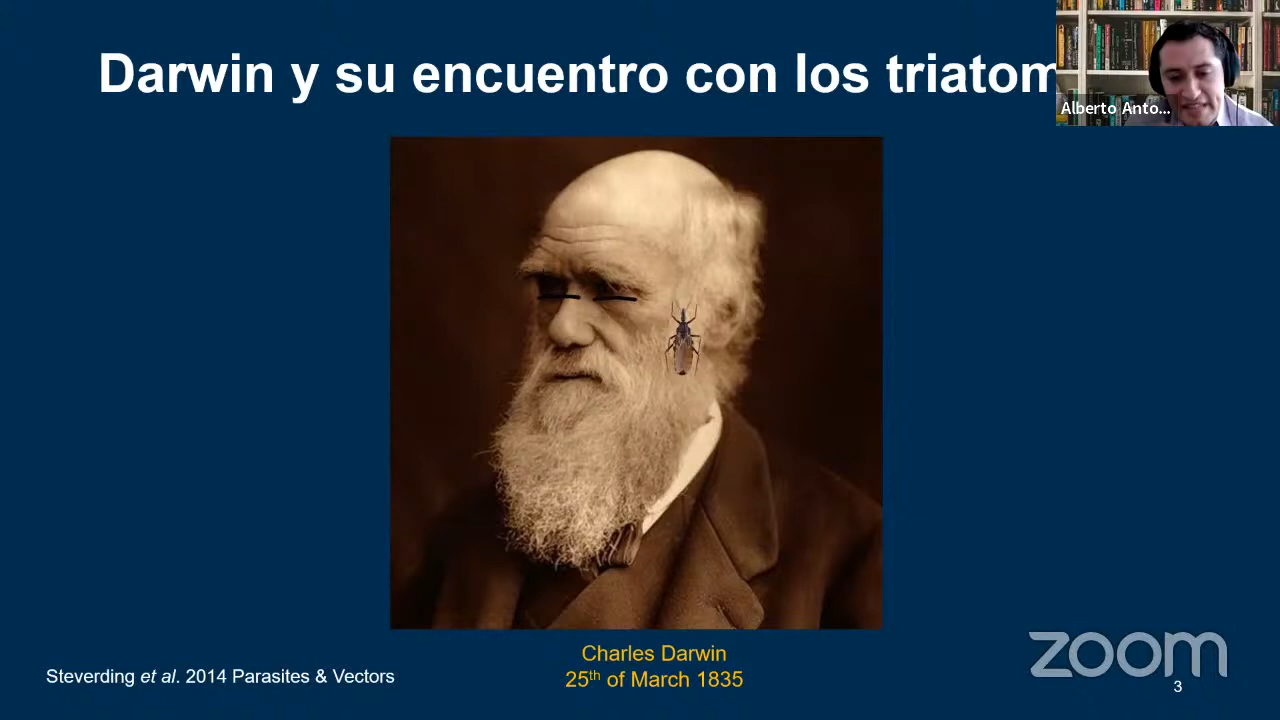 Darwin y su encuentro con los triatom
Alberto Anto...
Charles Darwin
25th of March 1835
Steverding et al. 2014 Parasites & Vectors
zoom
3